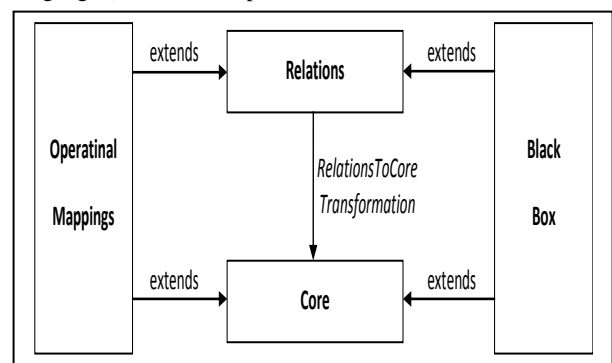 extends
Relations
extends
Operatinal
Mappings
RelationsToCore
Transformation
Black
Box
extends
Core
extends